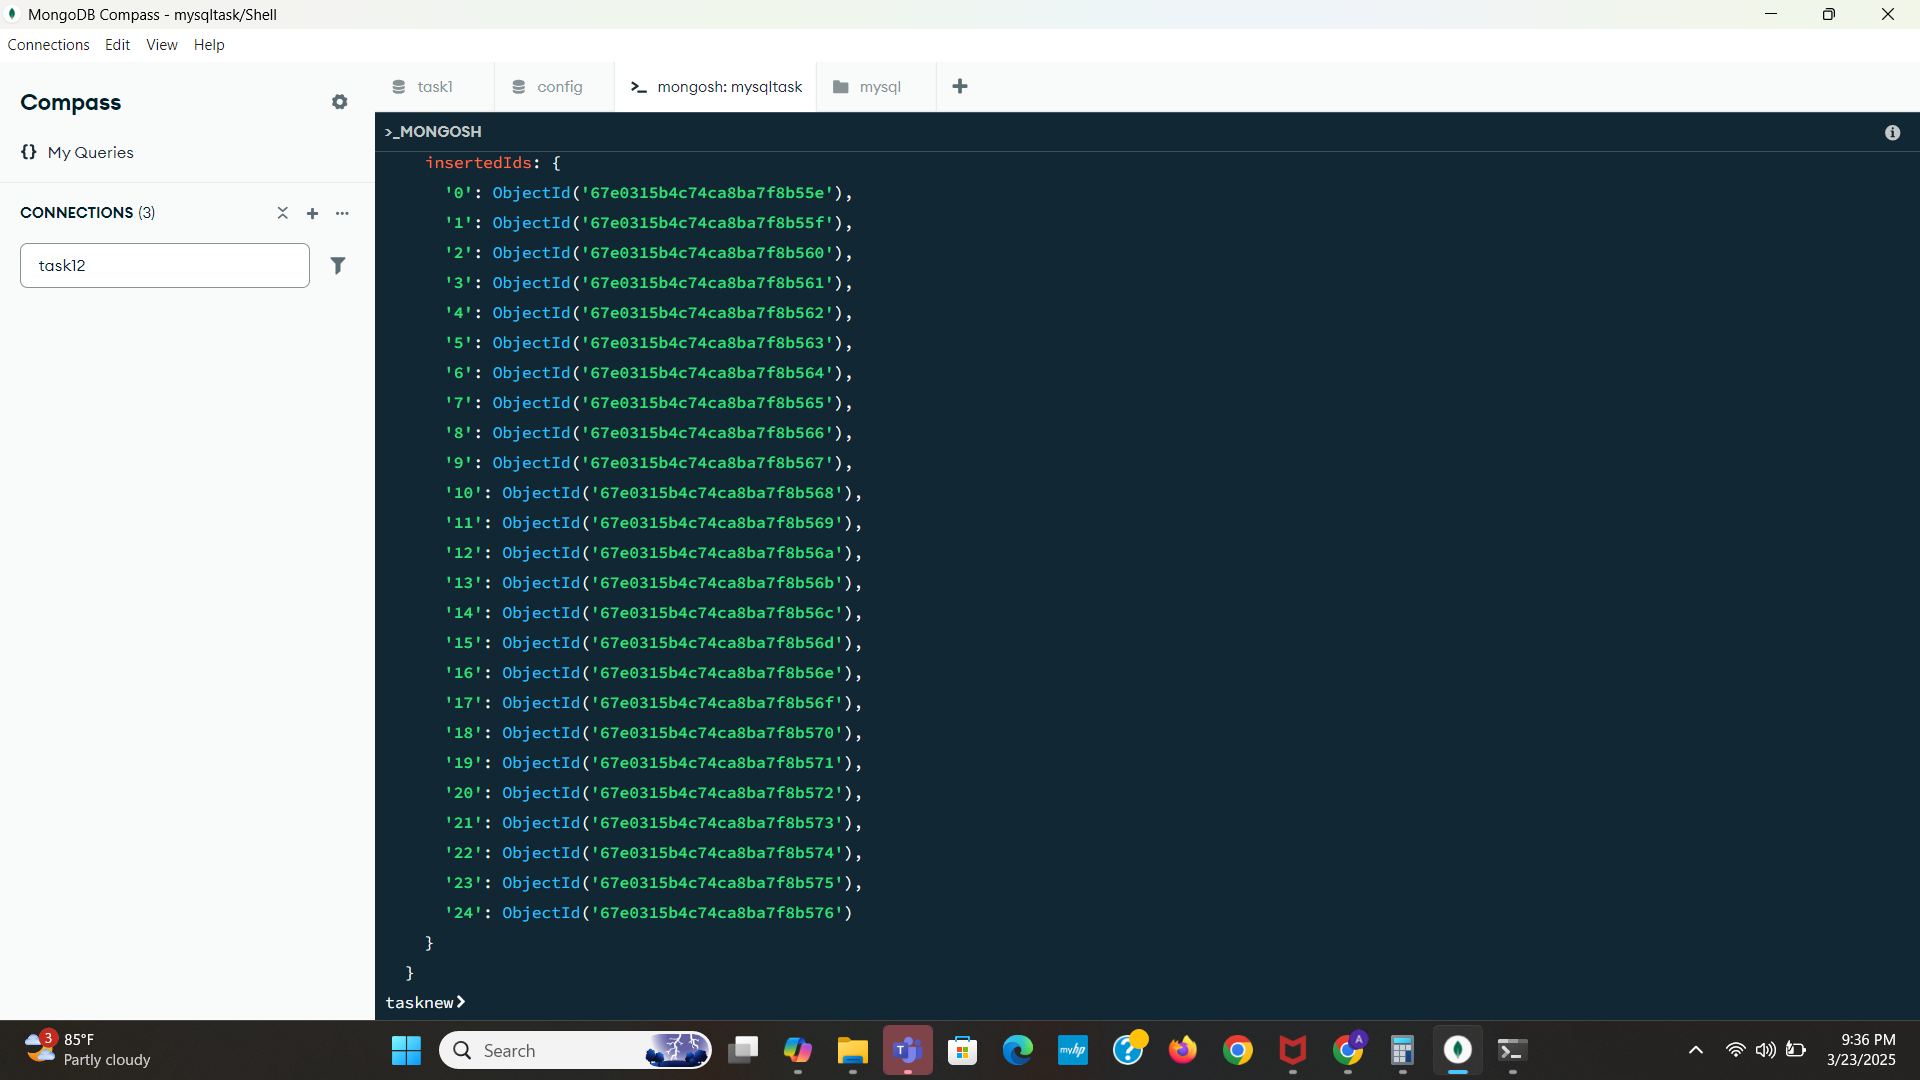 MongoDB Compass - mysqltask/Shell
Connections Edit View Help
Compass
{} My Queries
CONNECTIONS (3)
task12
task1 config >_ mongosh: mysqltask mysql +
>_MONGOSH
insertedIds: {
'0': ObjectId('67e0315b4c74ca8ba7f8b55e'),
'1': ObjectId('67e0315b4c74ca8ba7f8b55f'),
'2': ObjectId('67e0315b4c74ca8ba7f8b560'),
'3': ObjectId('67e0315b4c74ca8ba7f8b561'),
'4': ObjectId('67e0315b4c74ca8ba7f8b562'),
'5': ObjectId('67e0315b4c74ca8ba7f8b563'),
'6': ObjectId('67e0315b4c74ca8ba7f8b564'),
'7': ObjectId('67e0315b4c74ca8ba7f8b565'),
'8': ObjectId('67e0315b4c74ca8ba7f8b566'),
'9': ObjectId('67e0315b4c74ca8ba7f8b567'),
'10': ObjectId('67e0315b4c74ca8ba7f8b568'),
'11': ObjectId('67e0315b4c74ca8ba7f8b569'),
'12': ObjectId('67e0315b4c74ca8ba7f8b56a'),
'13': ObjectId('67e0315b4c74ca8ba7f8b56b'),
'14': ObjectId('67e0315b4c74ca8ba7f8b56c'),
'15': ObjectId('67e0315b4c74ca8ba7f8b56d'),
'16': ObjectId('67e0315b4c74ca8ba7f8b56e'),
'17': ObjectId('67e0315b4c74ca8ba7f8b56f'),
'18': ObjectId('67e0315b4c74ca8ba7f8b570'),
'19': ObjectId('67e0315b4c74ca8ba7f8b571'),
'20': ObjectId('67e0315b4c74ca8ba7f8b572'),
'21': ObjectId('67e0315b4c74ca8ba7f8b573'),
'22': ObjectId('67e0315b4c74ca8ba7f8b574'),
'23': ObjectId('67e0315b4c74ca8ba7f8b575'),
'24': ObjectId('67e0315b4c74ca8ba7f8b576')
}
}
tasknew>
3 85°F
Partly cloudy
Search
myhp
A
9:36 PM
3/23/2025